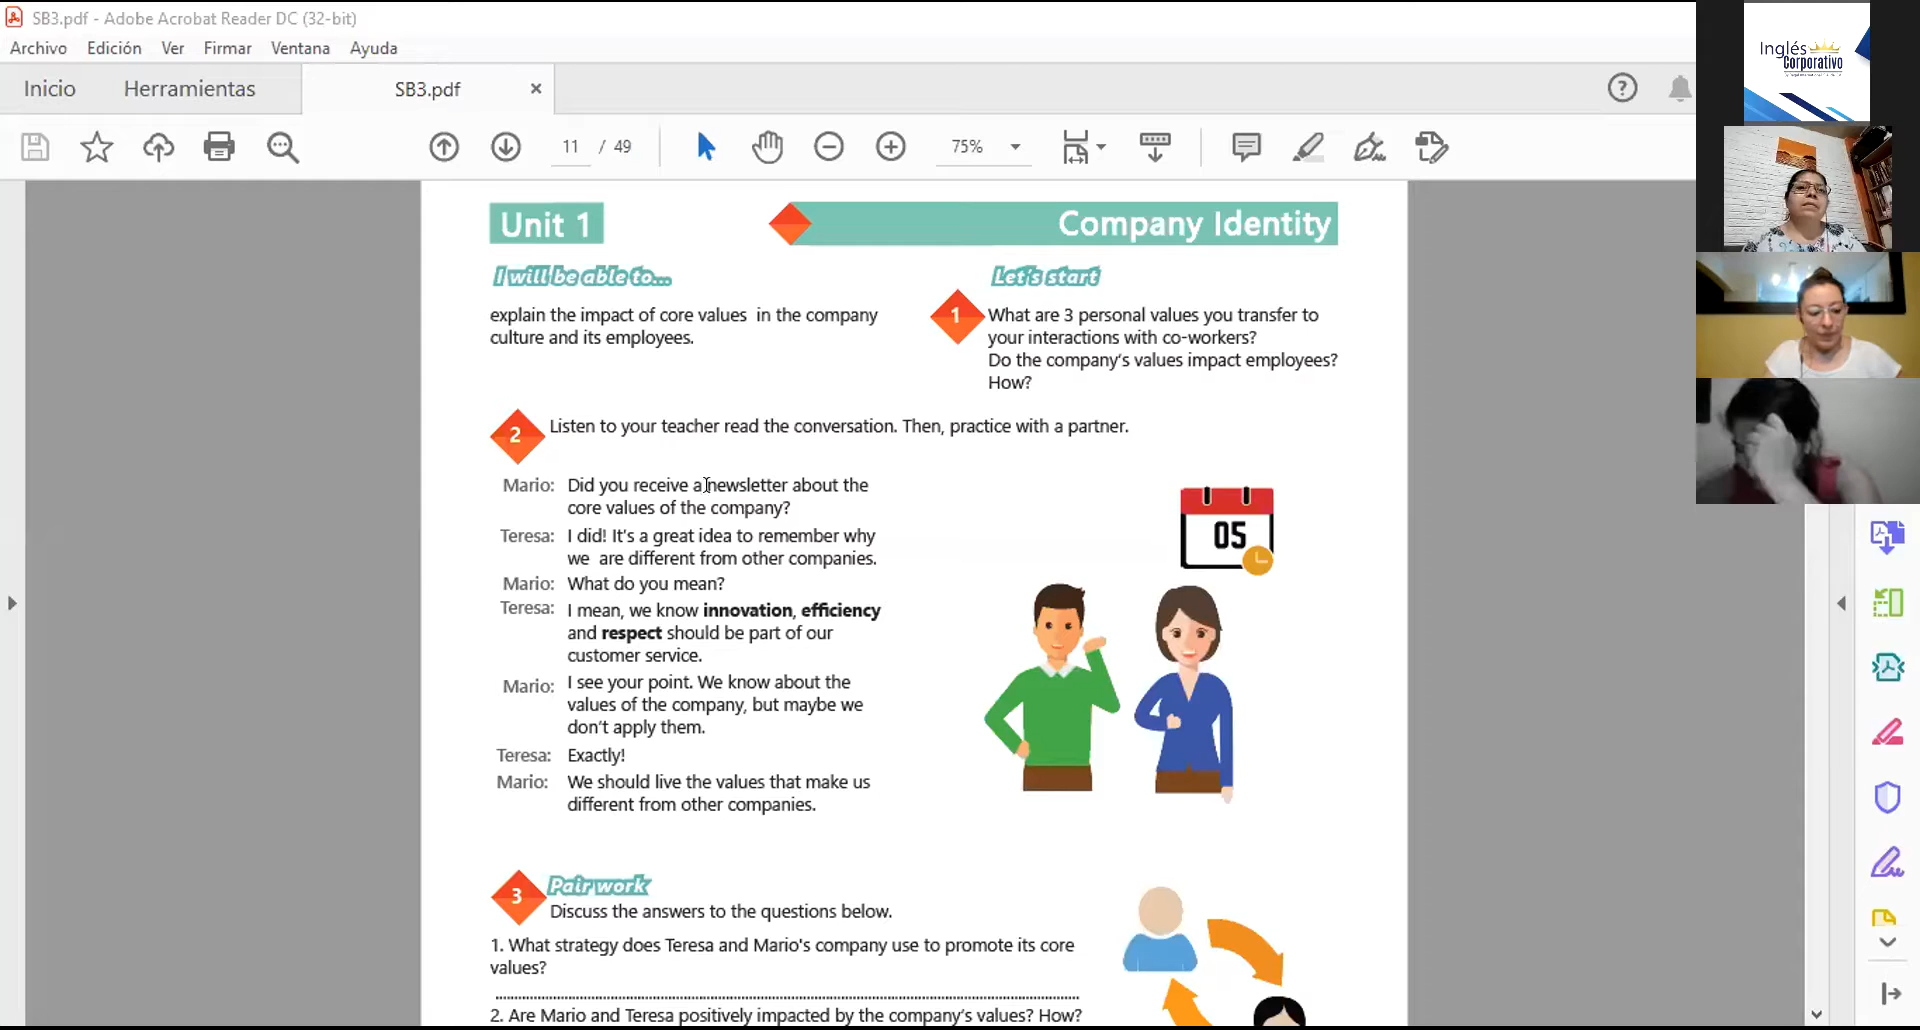 SB3.pdf - Adobe Acrobat Reader DC (32-bit)
Archivo Edición Ver Firmar Ventana Ayuda
Inicio Herramientas SB3.pdf ×
11 / 49 75%
Inglés
Corporativo
Unit 1 Company Identity
I will be able to...
explain the impact of core values in the company
culture and its employees.
Let's start
1 What are 3 personal values you transfer to
your interactions with co-workers?
Do the company's values impact employees?
How?
2 Listen to your teacher read the conversation. Then, practice with a partner.
Mario: Did you receive a newsletter about the
core values of the company?
Teresa: I did! It's a great idea to remember why
we are different from other companies.
Mario: What do you mean?
Teresa: I mean, we know innovation, efficiency
and respect should be part of our
customer service.
Mario: I see your point. We know about the
values of the company, but maybe we
don't apply them.
Teresa: Exactly!
Mario: We should live the values that make us
different from other companies.
05
3 Pair work
Discuss the answers to the questions below.
1. What strategy does Teresa and Mario's company use to promote its core
values?
2. Are Mario and Teresa positively impacted by the company's values? How?